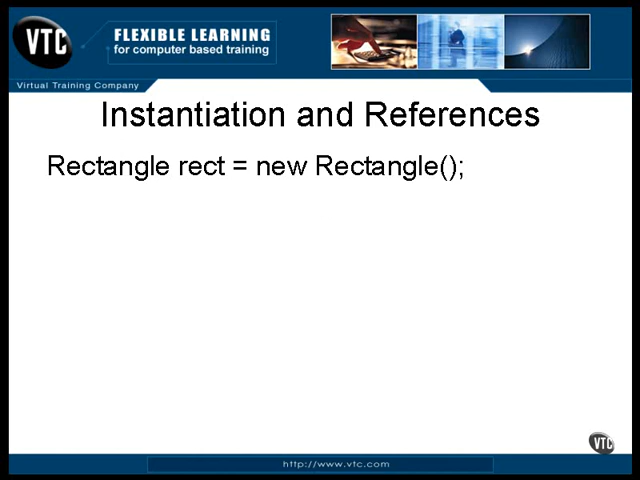 VTC
FLEXIBLE LEARNING
for computer based training
Virtual Training Company
Instantiation and References
Rectangle rect = new Rectangle();
VTC
http://www.vtc.com